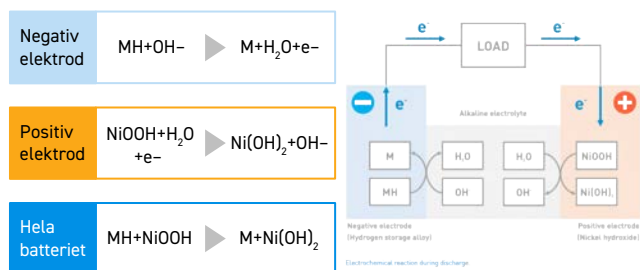 Negativ
elektrod
MH+OH–
M+H₂O+e–
Positiv
elektrod
NiOOH+H₂O
+e–
Ni(OH)₂+OH–
Hela
batteriet
MH+NiOOH
M+Ni(OH)₂
e⁻
LOAD
e⁻
e⁻
e⁻
Alkaline electrolyte
M
H₂O
H₂O
NiOOH
MH
OH
OH
Ni(OH)₂
Negative electrode
(Hydrogen storage alloy)
Positive electrode
(Nickel hydroxide)
Electrochemical reaction during discharge